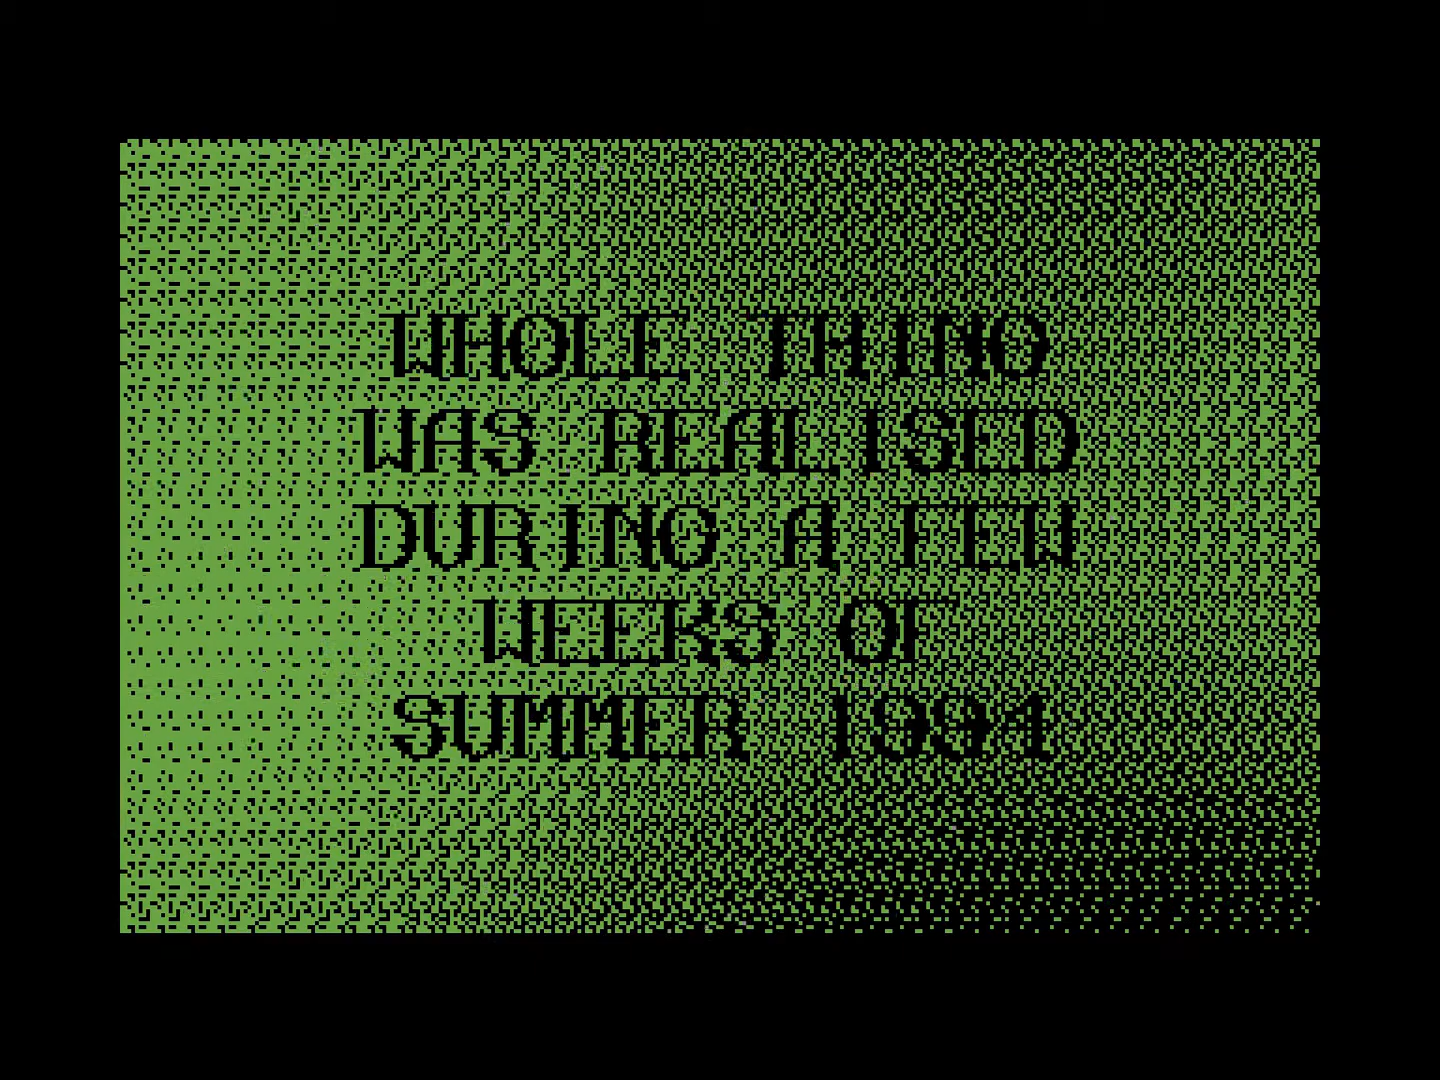 WHOLE THING
WAS REALISED
DURING A FEW
WEEKS OF
SUMMER 1994